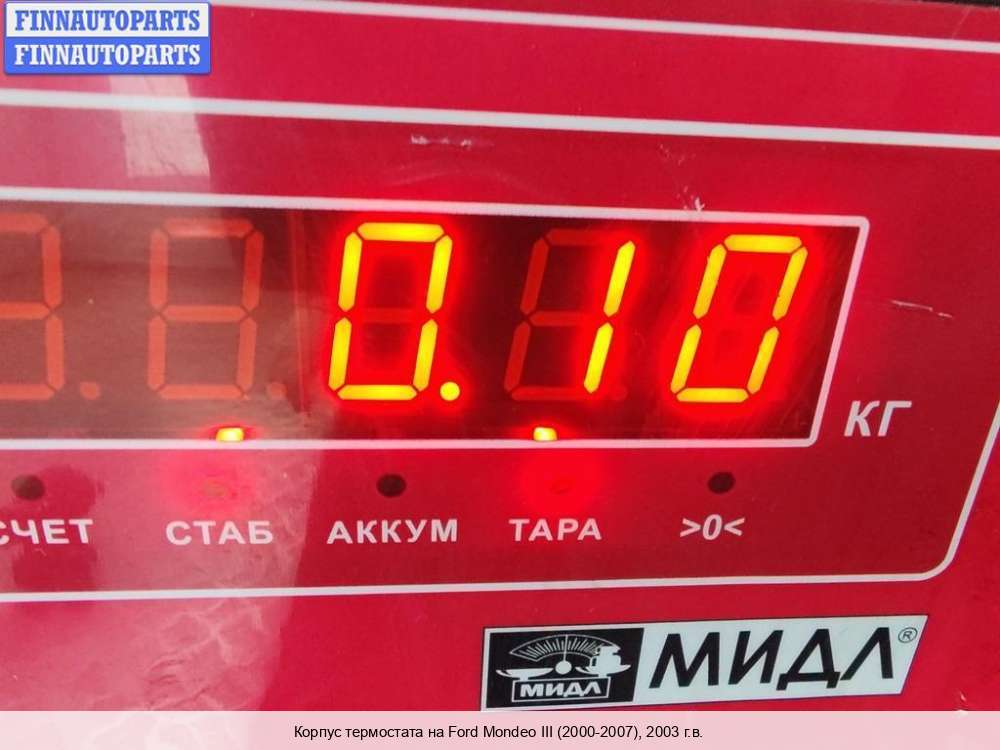 FINNAUTOPARTS
FINNAUTOPARTS
0.10
КГ
СЧЕТ СТАБ АККУМ ТАРА >0<
МИДЛ МИДЛ®
Корпус термостата на Ford Mondeo III (2000-2007), 2003 г.в.